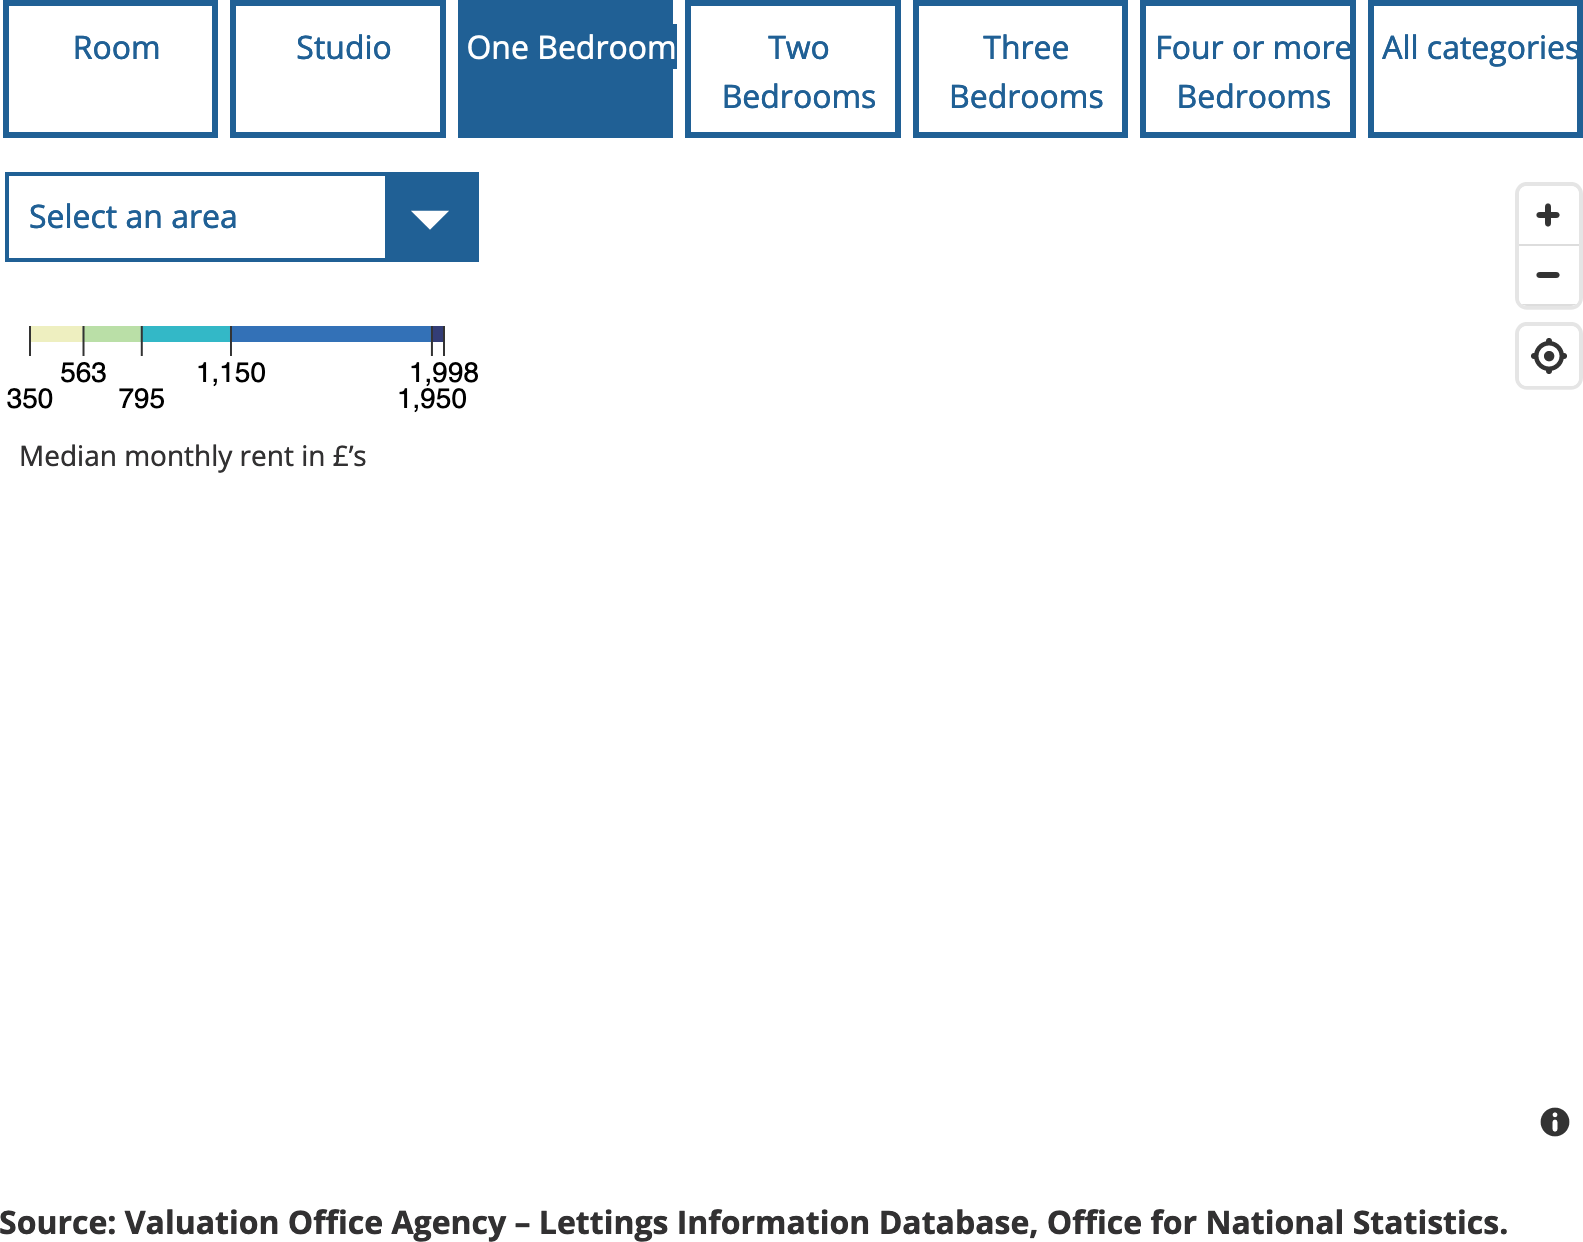 Room
Studio
One Bedroom
Two
Bedrooms
Three
Bedrooms
Four or more
Bedrooms
All categories
Select an area
563
1,150
1,998
350
795
1,950
Median monthly rent in £’s
Source: Valuation Office Agency – Lettings Information Database, Office for National Statistics.